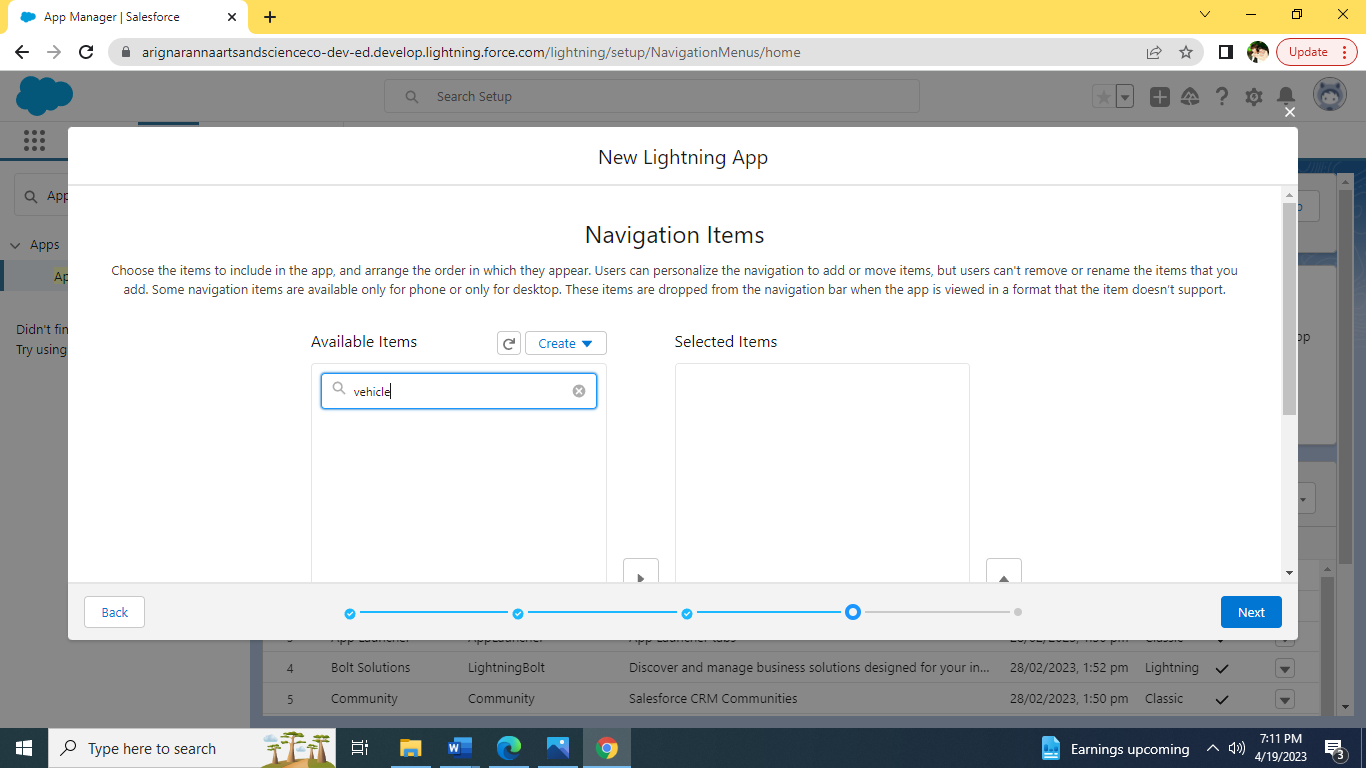 App Manager | Salesforce
arignarannaartsandscienceco-dev-ed.develop.lightning.force.com/lightning/setup/NavigationMenus/home
Update
Search Setup
New Lightning App
App
Apps
Ap
Didn't fin
Try using
Navigation Items
Choose the items to include in the app, and arrange the order in which they appear. Users can personalize the navigation to add or move items, but users can't remove or rename the items that you
add. Some navigation items are available only for phone or only for desktop. These items are dropped from the navigation bar when the app is viewed in a format that the item doesn't support.
Available Items
Create
Selected Items
vehicle
op
Back
Next
4 Bolt Solutions LightningBolt Discover and manage business solutions designed for your in... 28/02/2023, 1:52 pm Lightning
5 Community Community Salesforce CRM Communities 28/02/2023, 1:50 pm Classic
Type here to search
Earnings upcoming
7:11 PM
4/19/2023
3